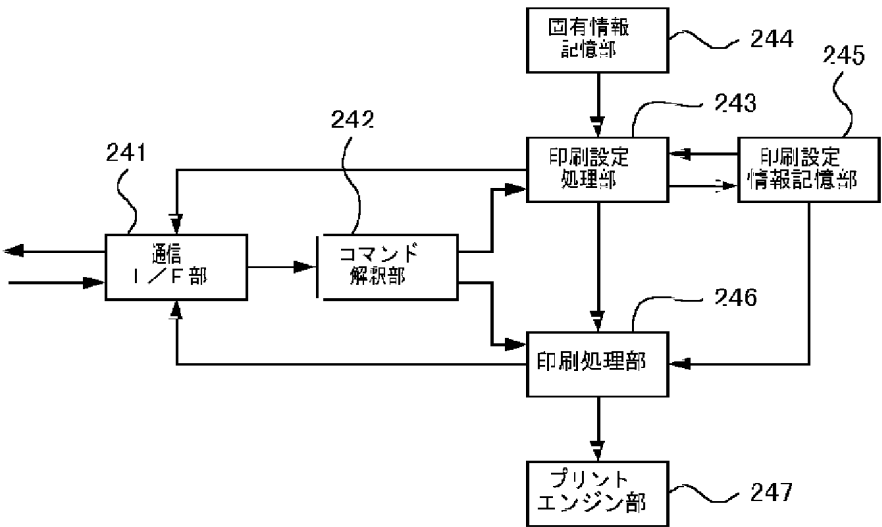 固有情報
記憶部
244
245
243
242
印刷設定
処理部
印刷設定
情報記憶部
241
通信
I／F部
コマンド
解釈部
246
印刷処理部
プリント
エンジン部
247